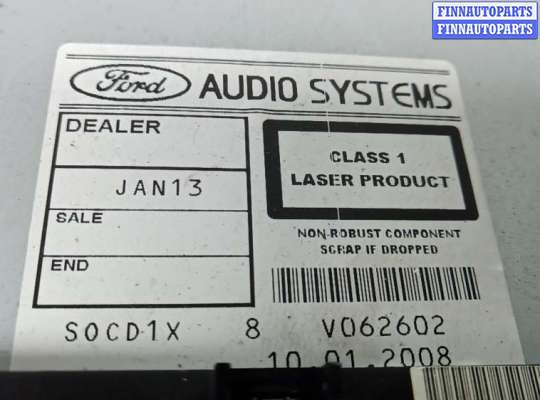 FINNAUTOPARTS
FINNAUTOPARTS
Ford AUDIO SYSTEMS
DEALER
JAN13
SALE
END
CLASS 1
LASER PRODUCT
NON-ROBUST COMPONENT
SCRAP IF DROPPED
SOCD1X 8 V062602
10.01.2008